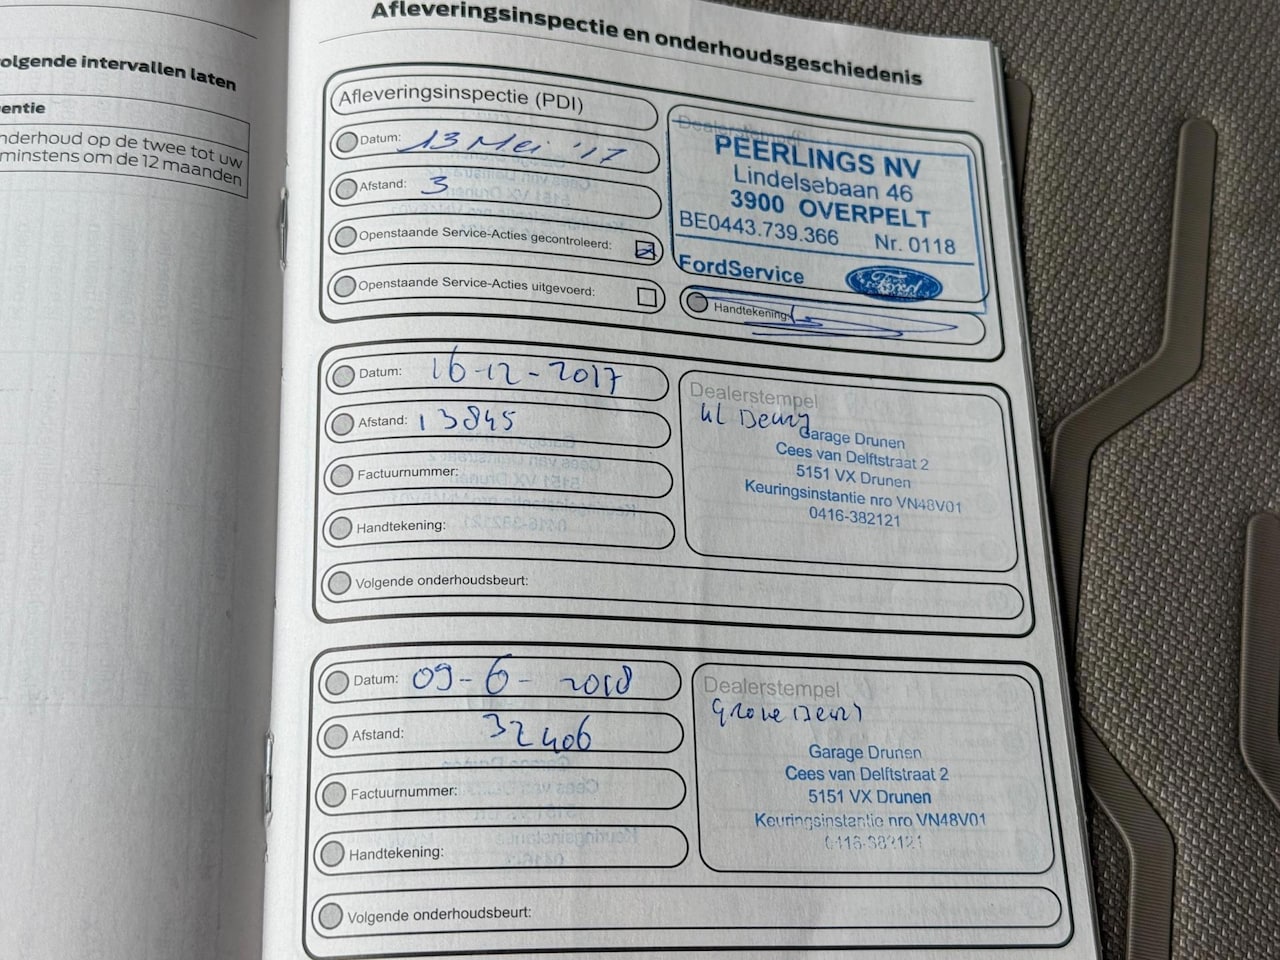 olgende intervallen laten
entie
nderhoud op de twee tot uw
minstens om de 12 maanden
Afleveringsinspectie en onderhoudsgeschiedenis
Afleveringsinspectie (PDI)
Datum: 13 Mei '17
Afstand: 3
Openstaande Service-Acties gecontroleerd:
Openstaande Service-Acties uitgevoerd:
Dealerstempel
PEERLINGS NV
Lindelsebaan 46
3900 OVERPELT
BE0443.739.366 Nr. 0118
FordService
Ford
Handtekening:
Datum: 16-12-2017
Afstand: 13845
Factuurnummer:
Handtekening:
Volgende onderhoudsbeurt:
Dealerstempel
kl Beurt
Garage Drunen
Cees van Delftstraat 2
5151 VX Drunen
Keuringsinstantie nro VN48V01
0416-382121
Datum: 09-6-2018
Afstand: 32406
Factuurnummer:
Handtekening:
Volgende onderhoudsbeurt:
Dealerstempel
Grote Beurt
Garage Drunen
Cees van Delftstraat 2
5151 VX Drunen
Keuringsinstantie nro VN48V01
0416-382121